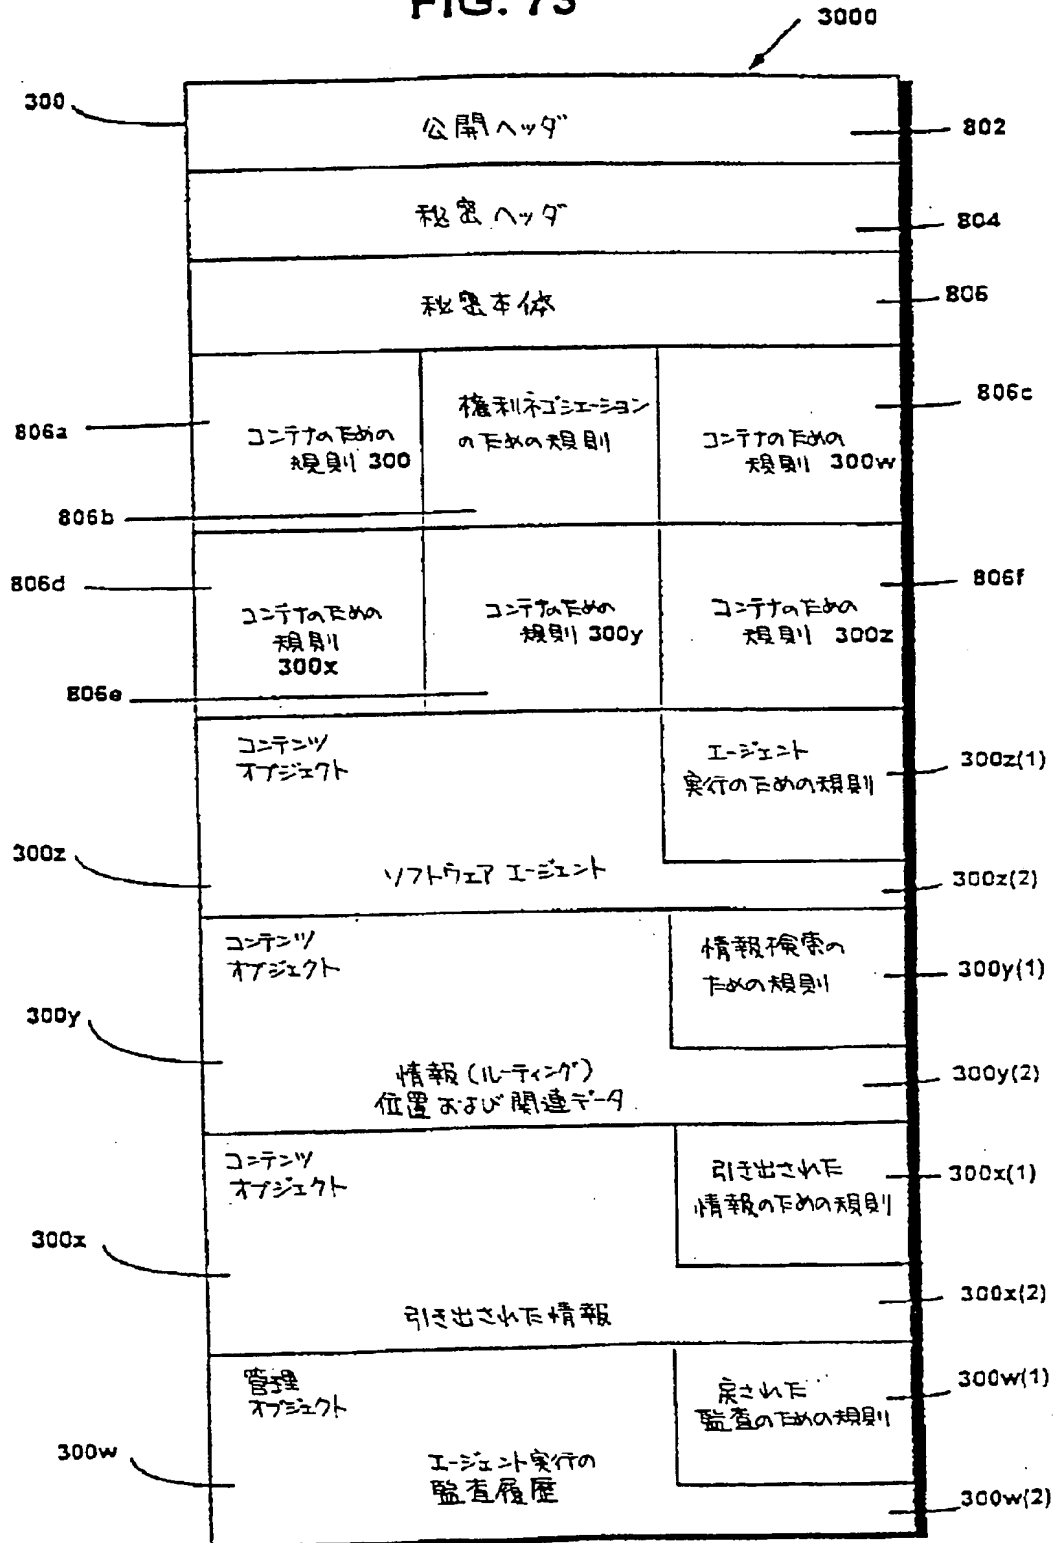 FIG. 73
3000
300
公開ヘッダ
802
秘密ヘッダ
804
秘密本体
806
806a
コンテナのための
規則 300
権利ネゴシエーション
のための規則
806b
コンテナのための
規則 300w
806c
806d
コンテナのための
規則
300x
コンテナのための
規則 300y
806e
コンテナのための
規則 300z
806f
コンテンツ
オブジェクト
エージェント
実行のための規則
300z(1)
300z
ソフトウェア エージェント
300z(2)
コンテンツ
オブジェクト
情報検索の
ための規則
300y(1)
300y
情報(ルーティング)
位置および関連データ
300y(2)
コンテンツ
オブジェクト
引き出された
情報のための規則
300x(1)
300x
引き出された情報
300x(2)
管理
オブジェクト
戻された
監査のための規則
300w(1)
300w
エージェント実行の
監査履歴
300w(2)